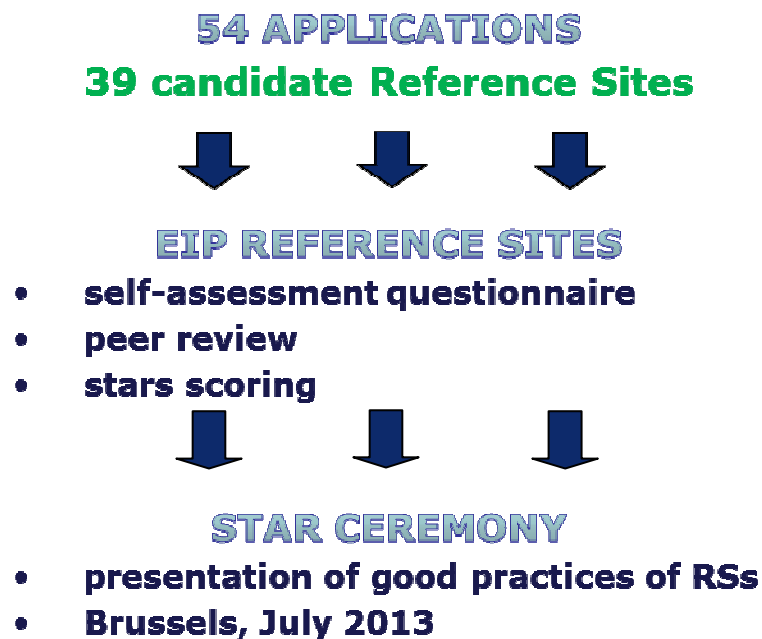 54 APPLICATIONS
39 candidate Reference Sites
EIP REFERENCE SITES
• self-assessment questionnaire
• peer review
• stars scoring
STAR CEREMONY
• presentation of good practices of RSs
• Brussels, July 2013